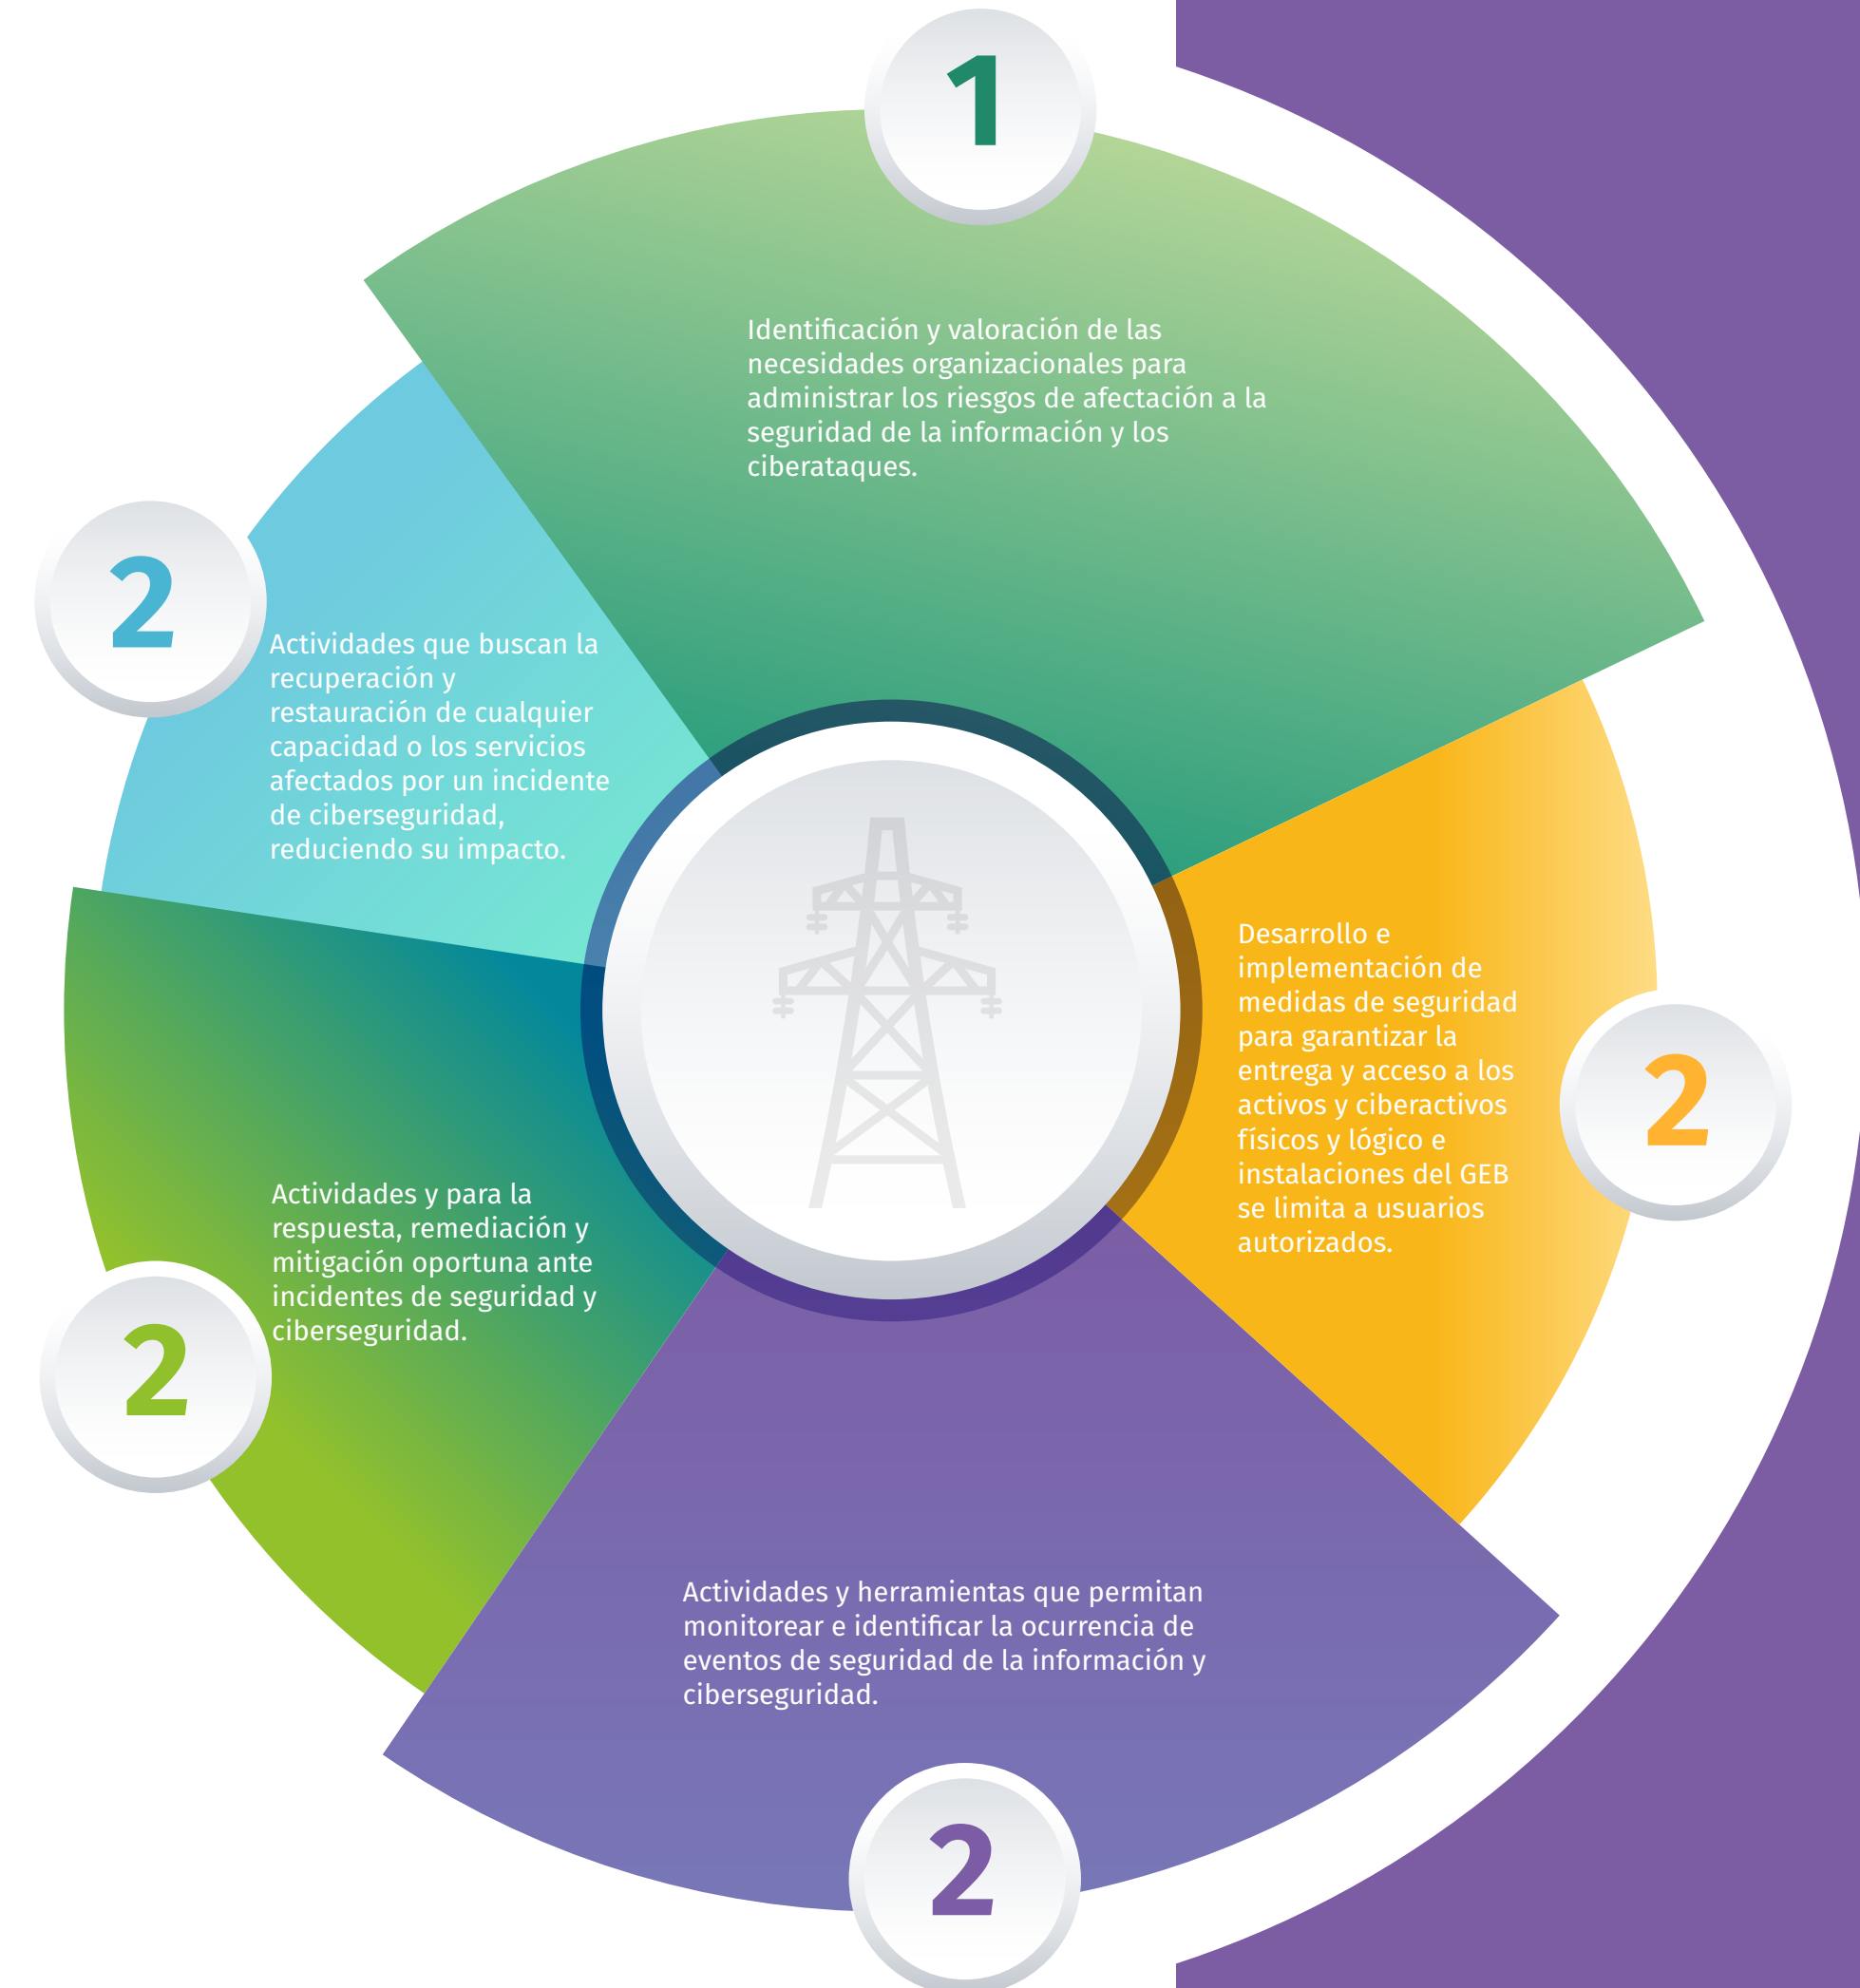 1
Identificación y valoración de las
necesidades organizacionales para
administrar los riesgos de afectación a la
seguridad de la información y los
ciberataques.
2
Desarrollo e
implementación de
medidas de seguridad
para garantizar la
entrega y acceso a los
activos y ciberactivos
físicos y lógico e
instalaciones del GEB
se limita a usuarios
autorizados.
2
Actividades y herramientas que permitan
monitorear e identificar la ocurrencia de
eventos de seguridad de la información y
ciberseguridad.
2
Actividades y para la
respuesta, remediación y
mitigación oportuna ante
incidentes de seguridad y
ciberseguridad.
2
Actividades que buscan la
recuperación y
restauración de cualquier
capacidad o los servicios
afectados por un incidente
de ciberseguridad,
reduciendo su impacto.